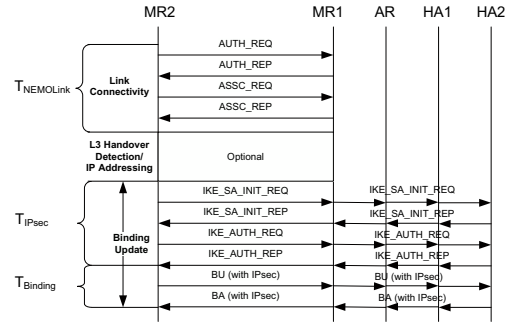 MR2 MR1 AR HA1 HA2
AUTH_REQ
AUTH_REP
T_NEMOLink
Link
Connectivity
ASSC_REQ
ASSC_REP
L3 Handover
Detection/
IP Addressing
Optional
IKE_SA_INIT_REQ IKE_SA_INIT_REQ
IKE_SA_INIT_REP IKE_SA_INIT_REP
T_IPsec
Binding
Update
IKE_AUTH_REQ IKE_AUTH_REQ
IKE_AUTH_REP IKE_AUTH_REP
T_Binding
BU (with IPsec) BU (with IPsec)
BA (with IPsec) BA (with IPsec)